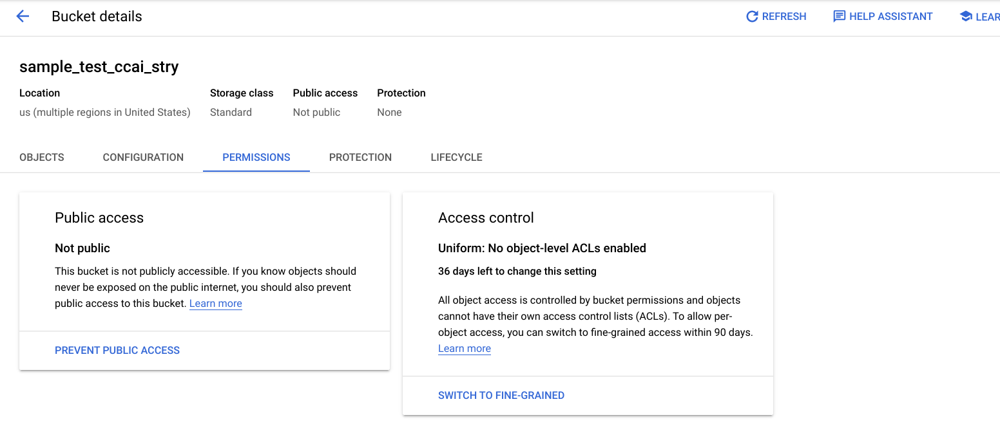 Bucket details
REFRESH
HELP ASSISTANT
LEAR
sample_test_ccai_stry
Location Storage class Public access Protection
us (multiple regions in United States) Standard Not public None
OBJECTS CONFIGURATION PERMISSIONS PROTECTION LIFECYCLE
Public access
Not public
This bucket is not publicly accessible. If you know objects should
never be exposed on the public internet, you should also prevent
public access to this bucket. Learn more
PREVENT PUBLIC ACCESS
Access control
Uniform: No object-level ACLs enabled
36 days left to change this setting
All object access is controlled by bucket permissions and objects
cannot have their own access control lists (ACLs). To allow per-
object access, you can switch to fine-grained access within 90 days.
Learn more
SWITCH TO FINE-GRAINED